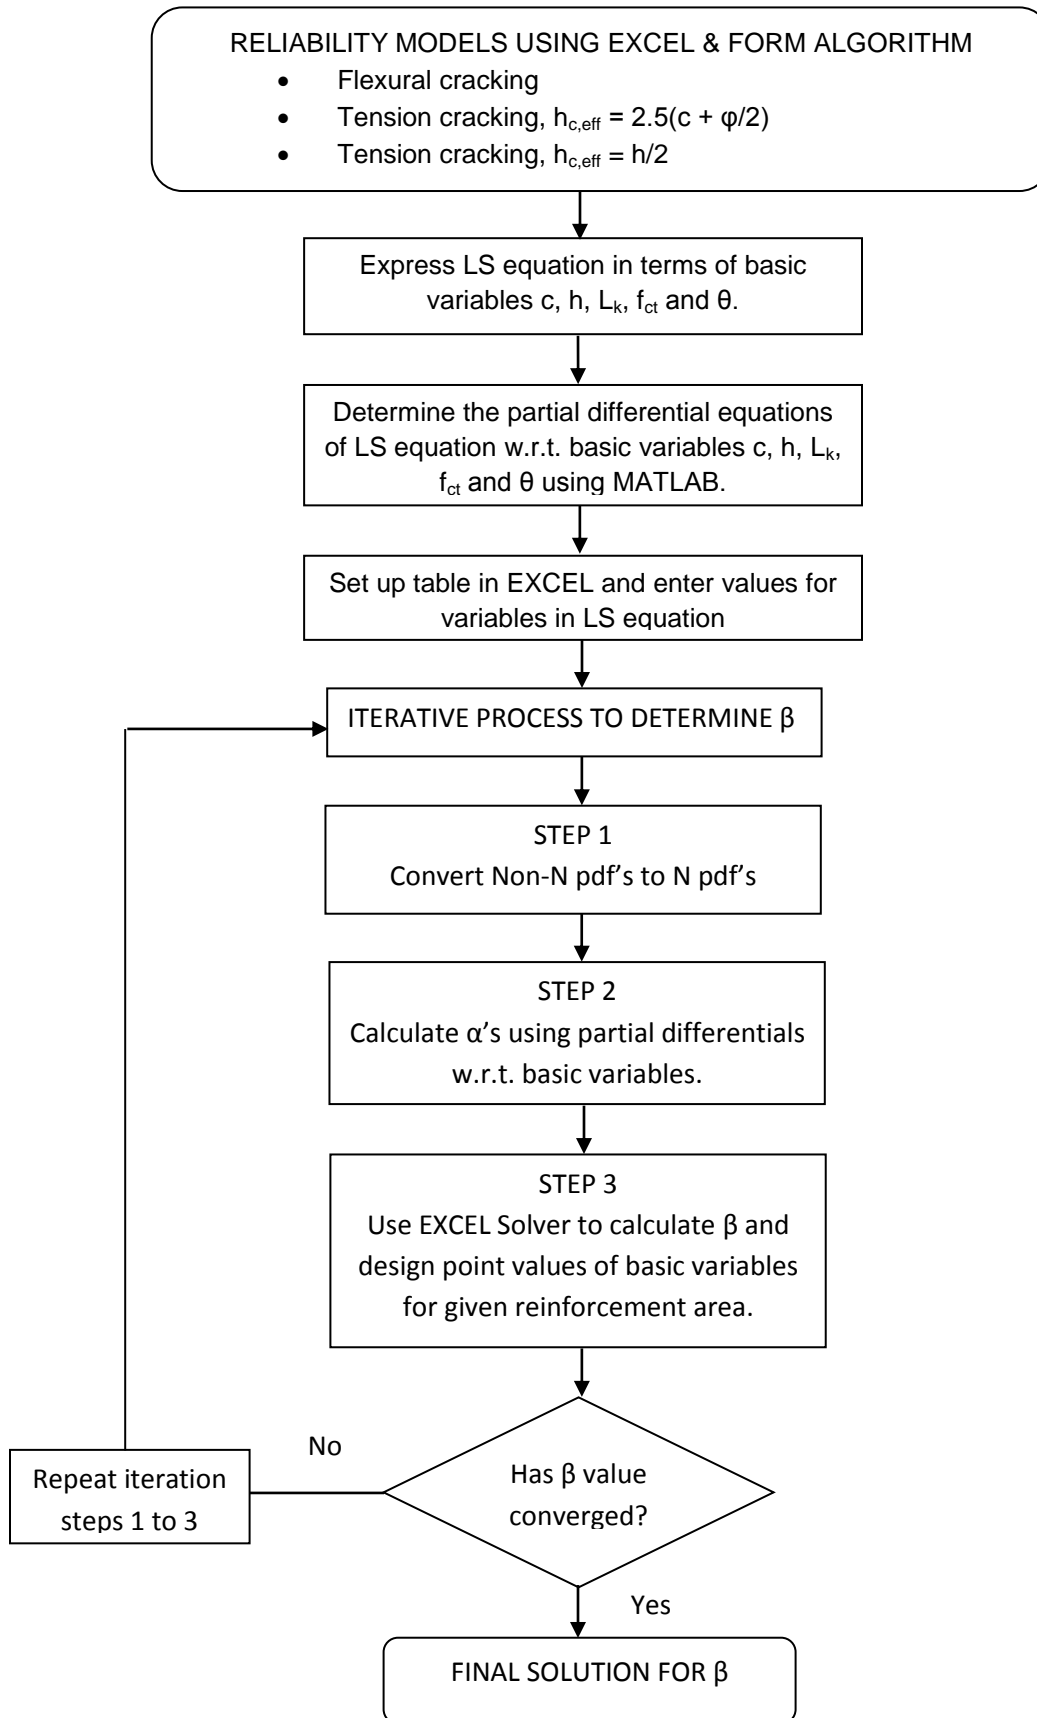 RELIABILITY MODELS USING EXCEL & FORM ALGORITHM
• Flexural cracking
• Tension cracking, hc,eff = 2.5(c + φ/2)
• Tension cracking, hc,eff = h/2
Express LS equation in terms of basic
variables c, h, Lk, fct and θ.
Determine the partial differential equations
of LS equation w.r.t. basic variables c, h, Lk,
fct and θ using MATLAB.
Set up table in EXCEL and enter values for
variables in LS equation
ITERATIVE PROCESS TO DETERMINE β
STEP 1
Convert Non-N pdf’s to N pdf’s
STEP 2
Calculate α’s using partial differentials
w.r.t. basic variables.
STEP 3
Use EXCEL Solver to calculate β and
design point values of basic variables
for given reinforcement area.
No
Has β value
converged?
Repeat iteration
steps 1 to 3
Yes
FINAL SOLUTION FOR β